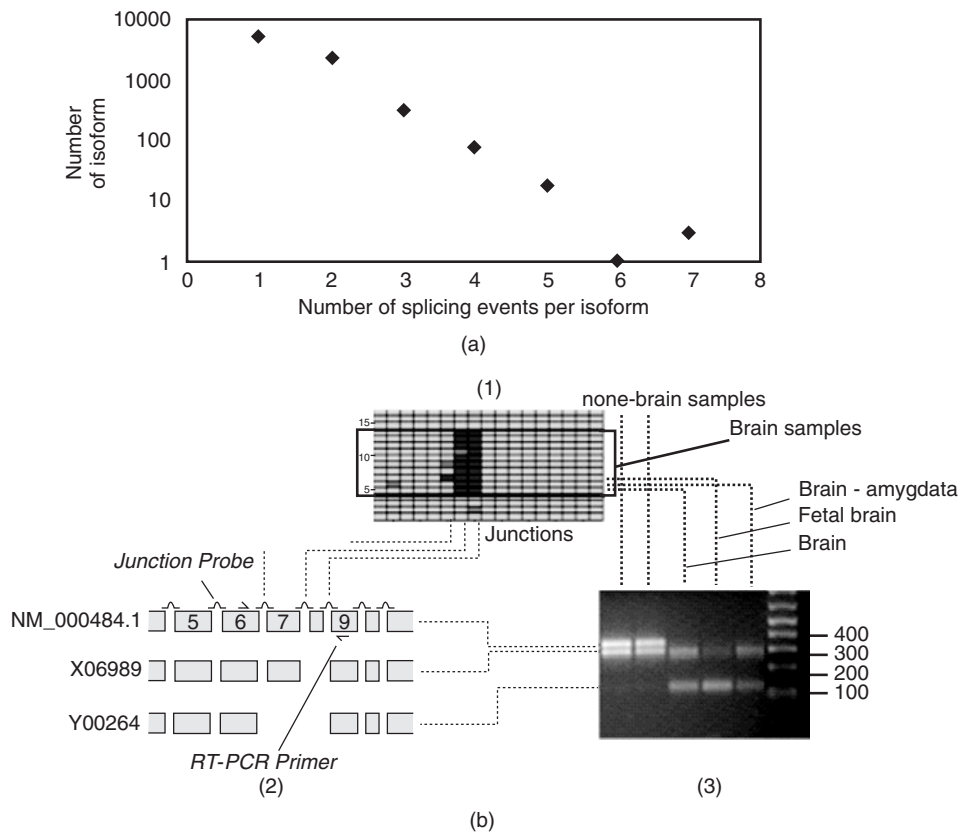 10000
1000
100
10
1
Number
of isoform
0 1 2 3 4 5 6 7 8
Number of splicing events per isoform
(a)
(1)
none-brain samples
Brain samples
15
10
5
Junctions
Brain - amygdata
Fetal brain
Brain
Junction Probe
NM_000484.1
5 6 7 9
X06989
Y00264
RT-PCR Primer
400
300
200
100
(2)
(3)
(b)